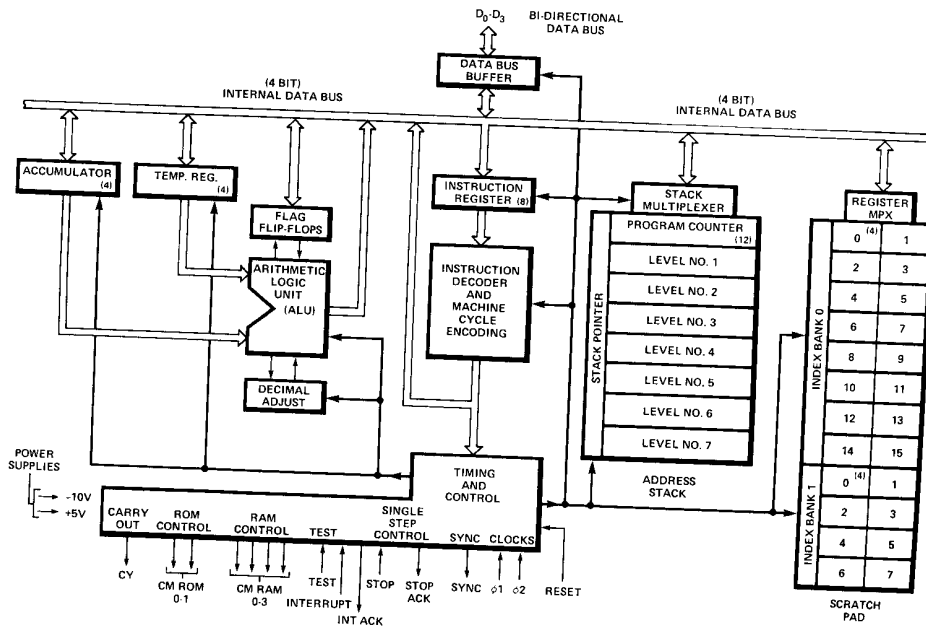 D0-D3
BI-DIRECTIONAL
DATA BUS
DATA BUS
BUFFER
(4 BIT)
INTERNAL DATA BUS
(4 BIT)
INTERNAL DATA BUS
ACCUMULATOR
(4)
TEMP. REG.
(4)
FLAG
FLIP-FLOPS
INSTRUCTION
REGISTER (8)
STACK
MULTIPLEXER
REGISTER
MPX
ARITHMETIC
LOGIC
UNIT
(ALU)
DECIMAL
ADJUST
INSTRUCTION
DECODER
AND
MACHINE
CYCLE
ENCODING
STACK POINTER
PROGRAM COUNTER
(12)
LEVEL NO. 1
LEVEL NO. 2
LEVEL NO. 3
LEVEL NO. 4
LEVEL NO. 5
LEVEL NO. 6
LEVEL NO. 7
ADDRESS
STACK
INDEX BANK 0
0 (4) 1
2 3
4 5
6 7
8 9
10 11
12 13
14 15
INDEX BANK 1
0 (4) 1
2 3
4 5
6 7
SCRATCH
PAD
POWER
SUPPLIES
-10V
+5V
TIMING
AND
CONTROL
CARRY
OUT
ROM
CONTROL
RAM
CONTROL
TEST
SINGLE
STEP
CONTROL
SYNC
CLOCKS
CY
CM ROM
0-1
CM RAM
0-3
TEST
INTERRUPT
INT ACK
STOP
STOP
ACK
SYNC
φ1
φ2
RESET